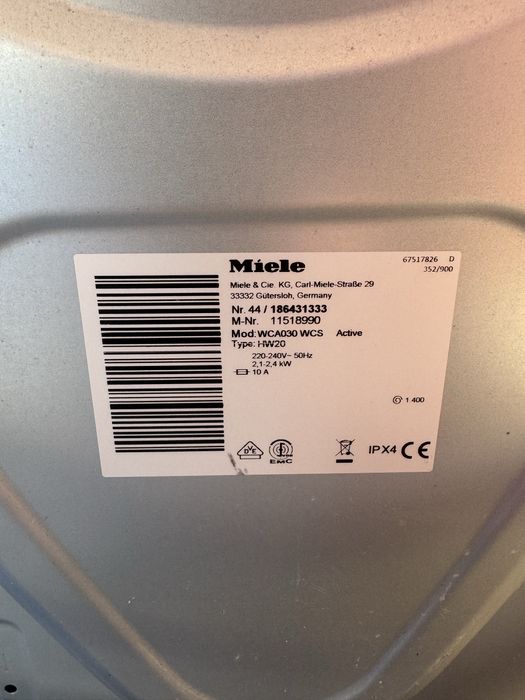 Miele
67517826 D
352/900
Miele & Cie. KG, Carl-Miele-Straße 29
33332 Gütersloh, Germany
Nr. 44 / 186431333
M-Nr. 11518990
Mod: WCA030 WCS Active
Type: HW20
220-240V~ 50Hz
2,1-2,4 kW
10 A
1 400
DVE
EMC
IPX4 CE